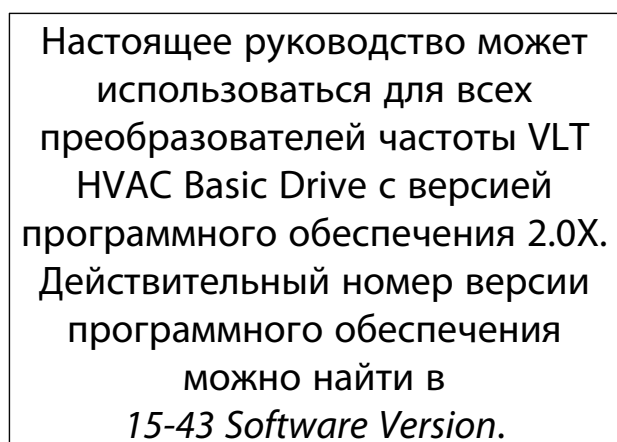 Настоящее руководство может
использоваться для всех
преобразователей частоты VLT
HVAC Basic Drive с версией
программного обеспечения 2.0X.
Действительный номер версии
программного обеспечения
можно найти в
15-43 Software Version.